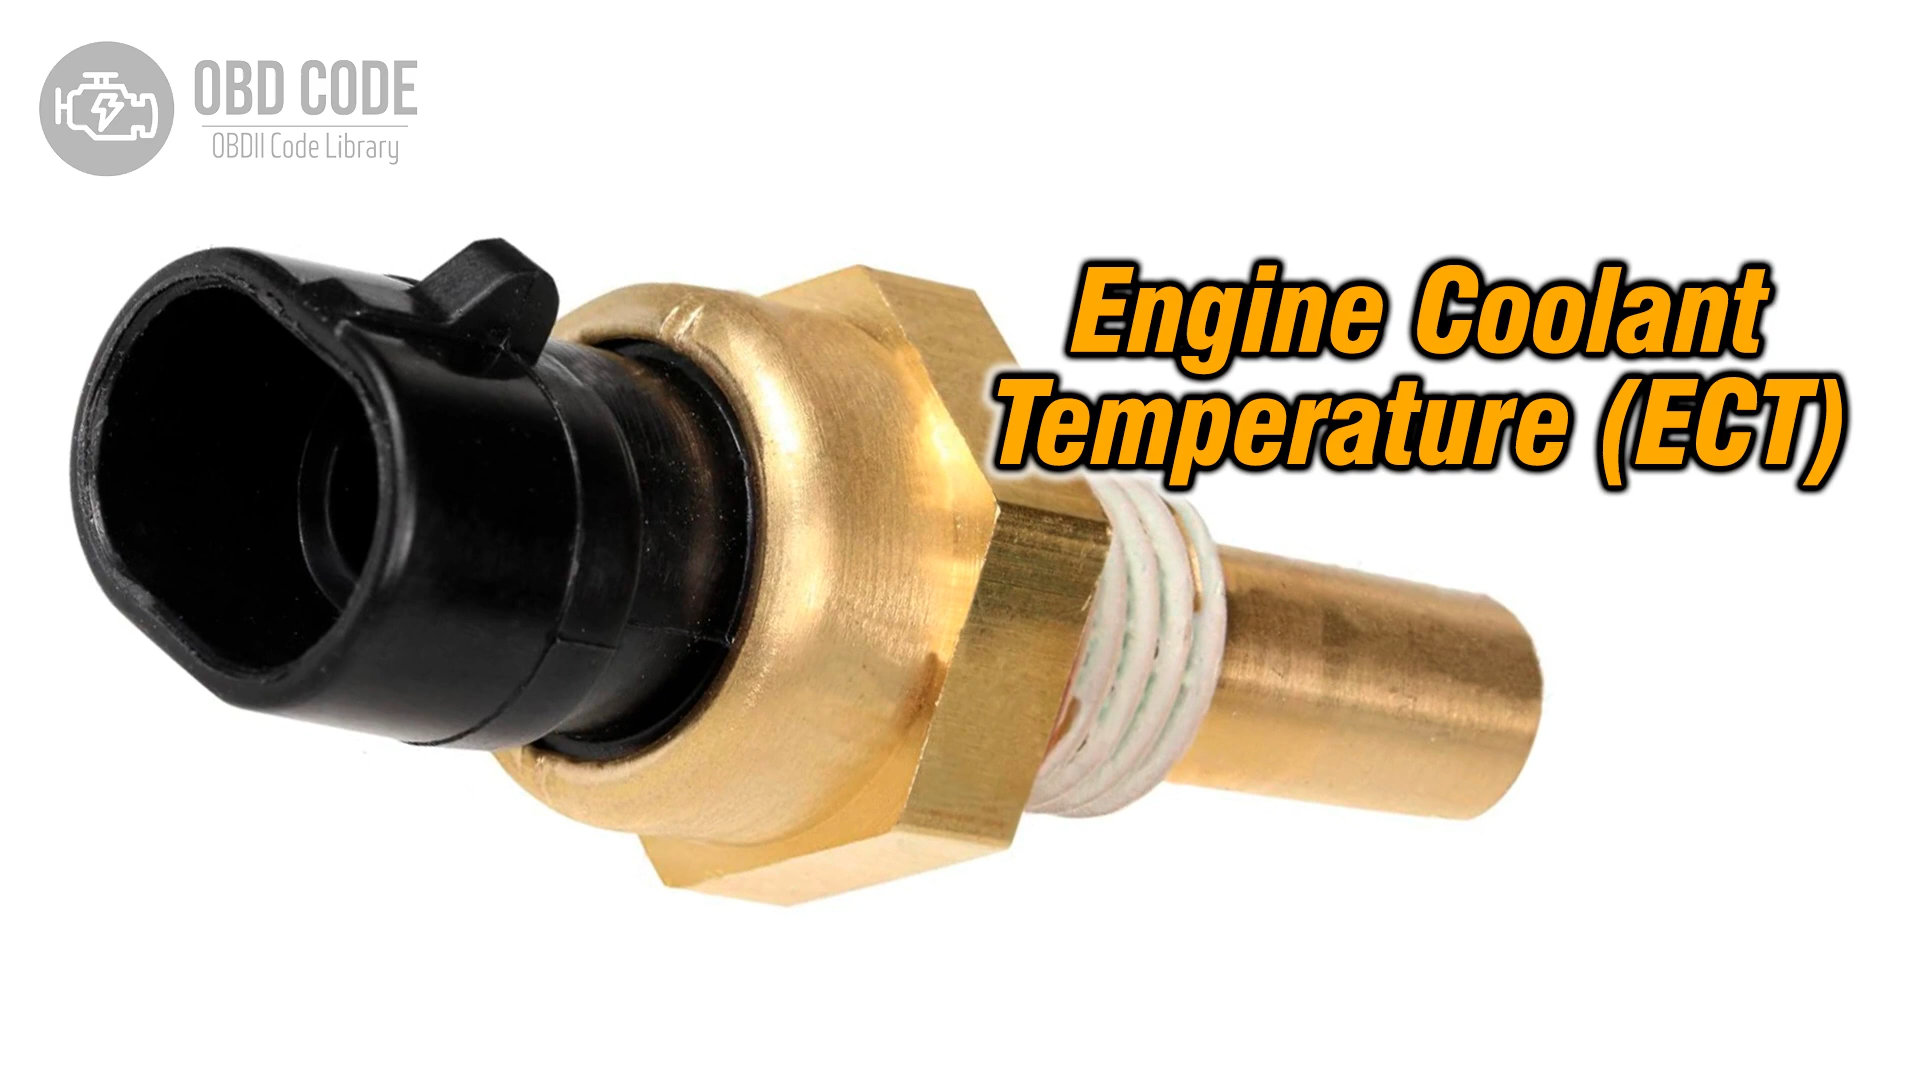 OBD CODE
OBDII Code Library
Engine Coolant
Temperature (ECT)